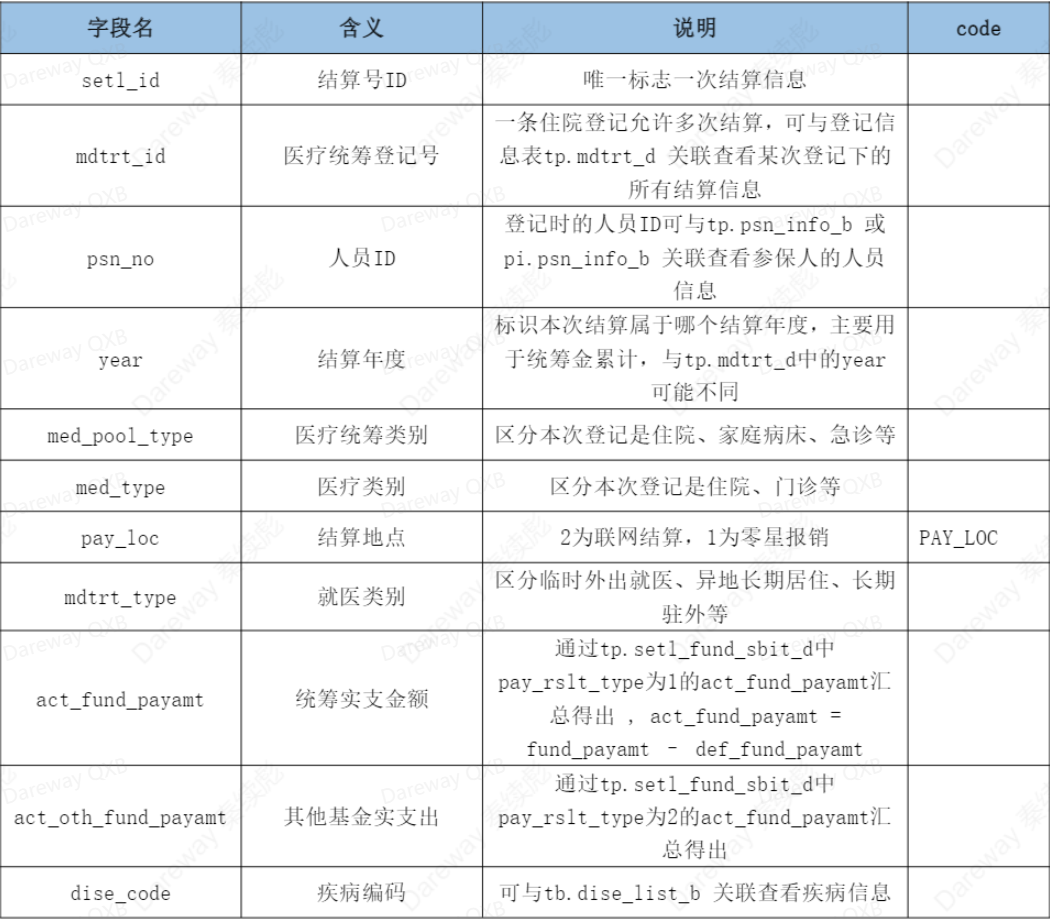 字段名 含义 说明 code
setl_id 结算号ID 唯一标志一次结算信息
mdtrt_id 医疗统筹登记号 一条住院登记允许多次结算，可与登记信
息表tp.mdtrt_d 关联查看某次登记下的
所有结算信息
psn_no 人员ID 登记时的人员ID可与tp.psn_info_b 或
pi.psn_info_b 关联查看参保人的人员
信息
year 结算年度 标识本次结算属于哪个结算年度，主要用
于统筹金累计，与tp.mdtrt_d中的year
可能不同
med_pool_type 医疗统筹类别 区分本次登记是住院、家庭病床、急诊等
med_type 医疗类别 区分本次登记是住院、门诊等
pay_loc 结算地点 2为联网结算，1为零星报销 PAY_LOC
mdtrt_type 就医类别 区分临时外出就医、异地长期居住、长期
驻外等
act_fund_payamt 统筹实支金额 通过tp.setl_fund_sbit_d中
pay_rslt_type为1的act_fund_payamt汇
总得出 ，act_fund_payamt =
fund_payamt – def_fund_payamt
act_oth_fund_payamt 其他基金实支出 通过tp.setl_fund_sbit_d中
pay_rslt_type为2的act_fund_payamt汇
总得出
dise_code 疾病编码 可与tb.dise_list_b 关联查看疾病信息
Dareway QXB
Dareway 秦续彪